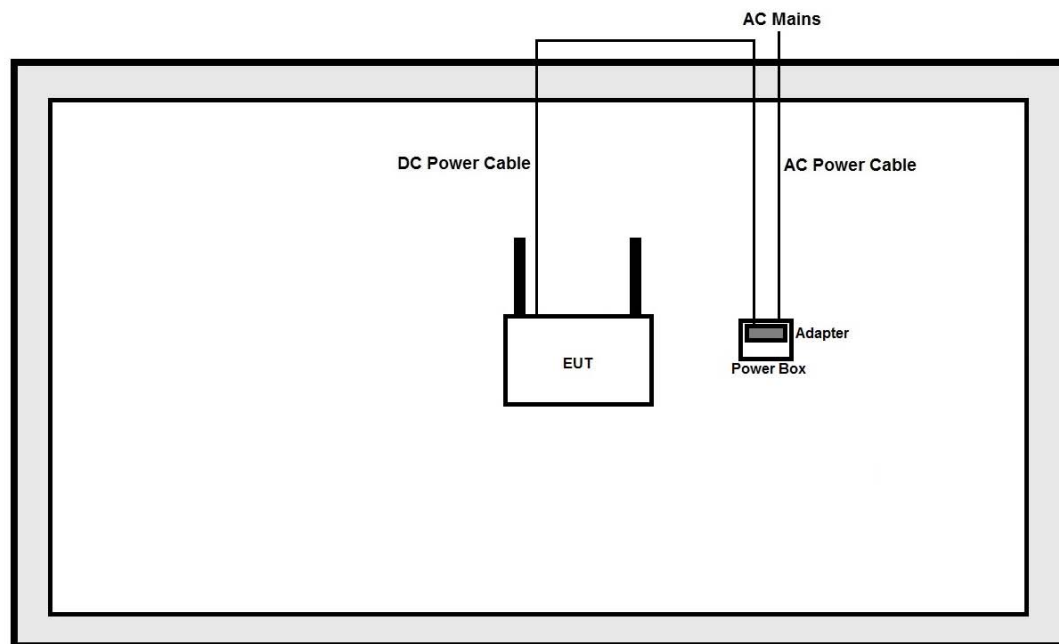 AC Mains
DC Power Cable
AC Power Cable
Adapter
EUT
Power Box